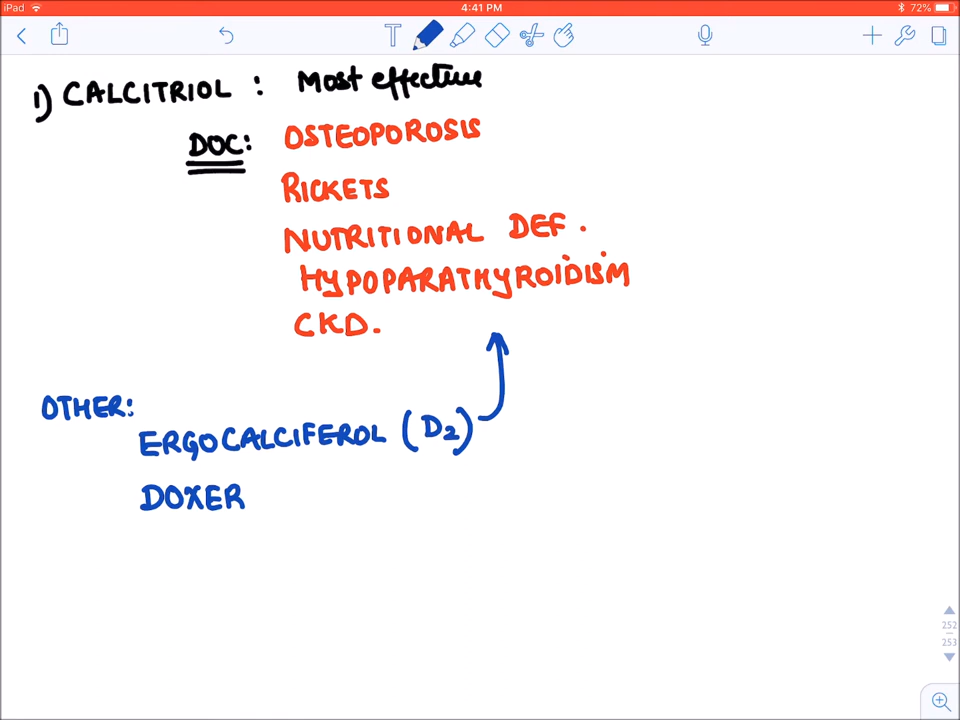 iPad 4:41 PM 72%
T
1) CALCITRIOL : Most effective
DOC: OSTEOPOROSIS
RICKETS
NUTRITIONAL DEF.
HYPOPARATHYROIDISM
CKD.
OTHER:
ERGOCALCIFEROL (D2)
DOXER
252
253